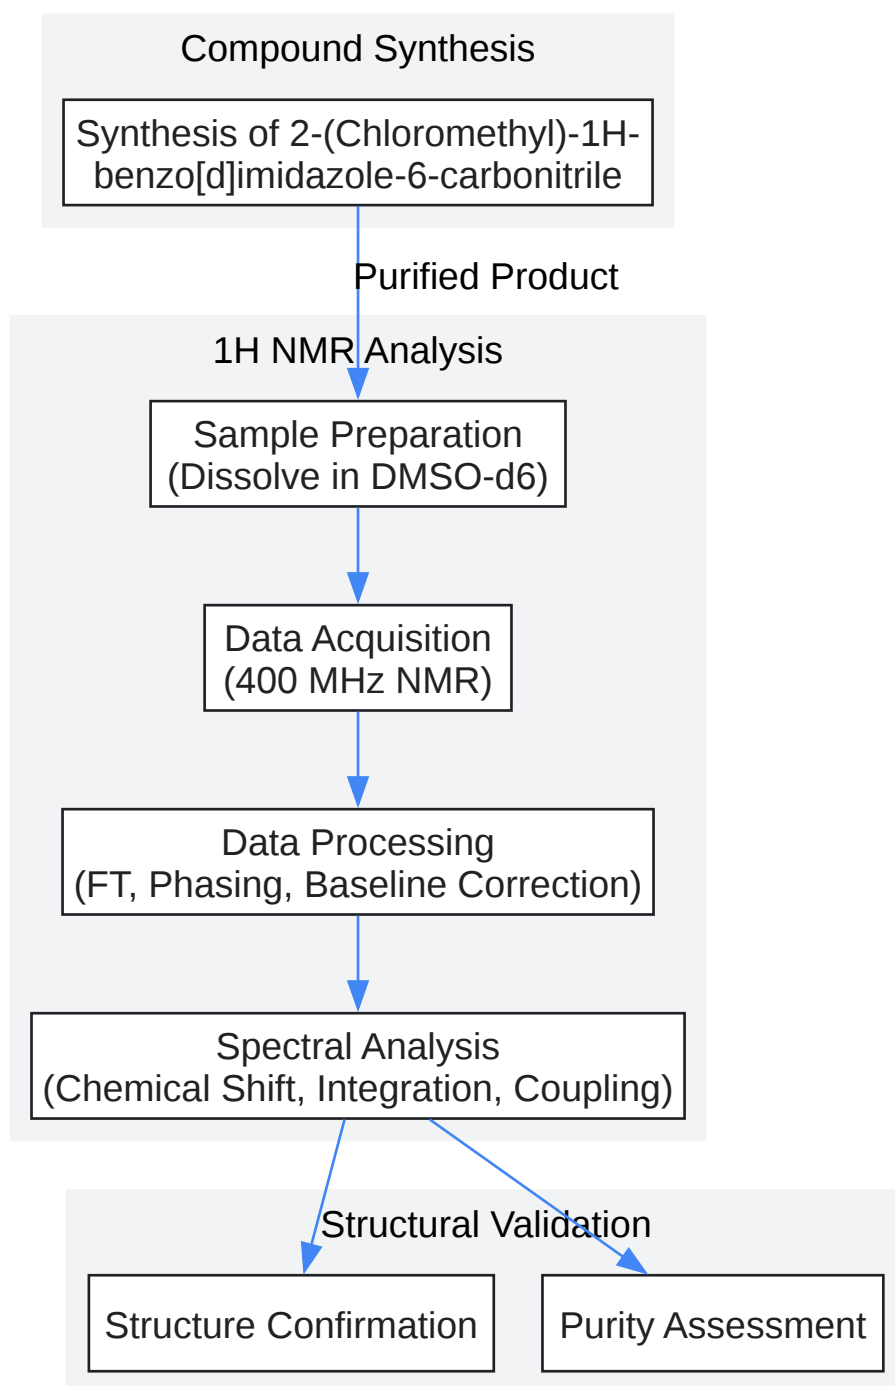 Compound Synthesis
Synthesis of 2-(Chloromethyl)-1H-
benzo[d]imidazole-6-carbonitrile
Purified Product
1H NMR Analysis
Sample Preparation
(Dissolve in DMSO-d6)
Data Acquisition
(400 MHz NMR)
Data Processing
(FT, Phasing, Baseline Correction)
Spectral Analysis
(Chemical Shift, Integration, Coupling)
Structural Validation
Structure Confirmation
Purity Assessment